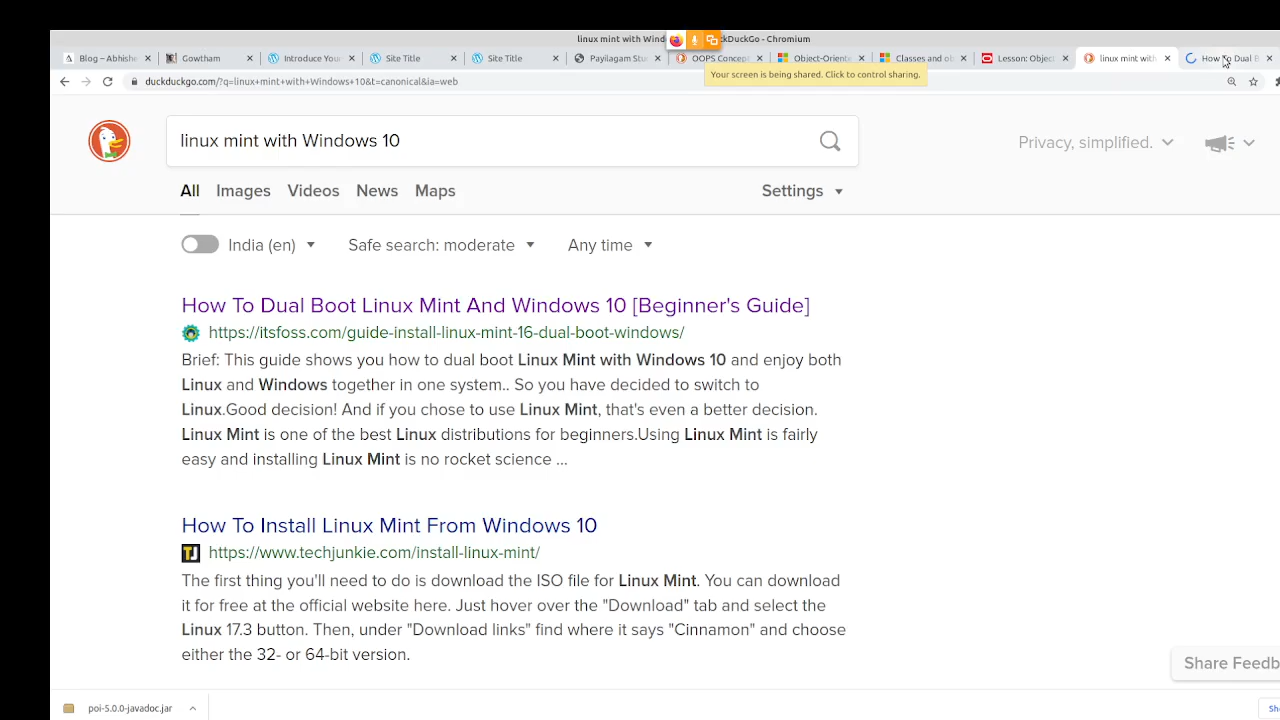 linux mint with Wind ckDuckGo - Chromium
Blog – Abhishe
Gowtham
Introduce Your
Site Title
Site Title
Payilagam Stu
OOPS Concep
Object-Oriente
Classes and ob
Lesson: Object
linux mint with
How To Dual B
Your screen is being shared. Click to control sharing.
duckduckgo.com/?q=linux+mint+with+Windows+10&t=canonical&ia=web
linux mint with Windows 10
Privacy, simplified.
All Images Videos News Maps Settings
India (en) Safe search: moderate Any time
How To Dual Boot Linux Mint And Windows 10 [Beginner's Guide]
https://itsfoss.com/guide-install-linux-mint-16-dual-boot-windows/
Brief: This guide shows you how to dual boot Linux Mint with Windows 10 and enjoy both
Linux and Windows together in one system.. So you have decided to switch to
Linux.Good decision! And if you chose to use Linux Mint, that's even a better decision.
Linux Mint is one of the best Linux distributions for beginners.Using Linux Mint is fairly
easy and installing Linux Mint is no rocket science ...
How To Install Linux Mint From Windows 10
TJ https://www.techjunkie.com/install-linux-mint/
The first thing you'll need to do is download the ISO file for Linux Mint. You can download
it for free at the official website here. Just hover over the "Download" tab and select the
Linux 17.3 button. Then, under "Download links" find where it says "Cinnamon" and choose
either the 32- or 64-bit version.
Share Feedb
poi-5.0.0-javadoc.jar
Sh